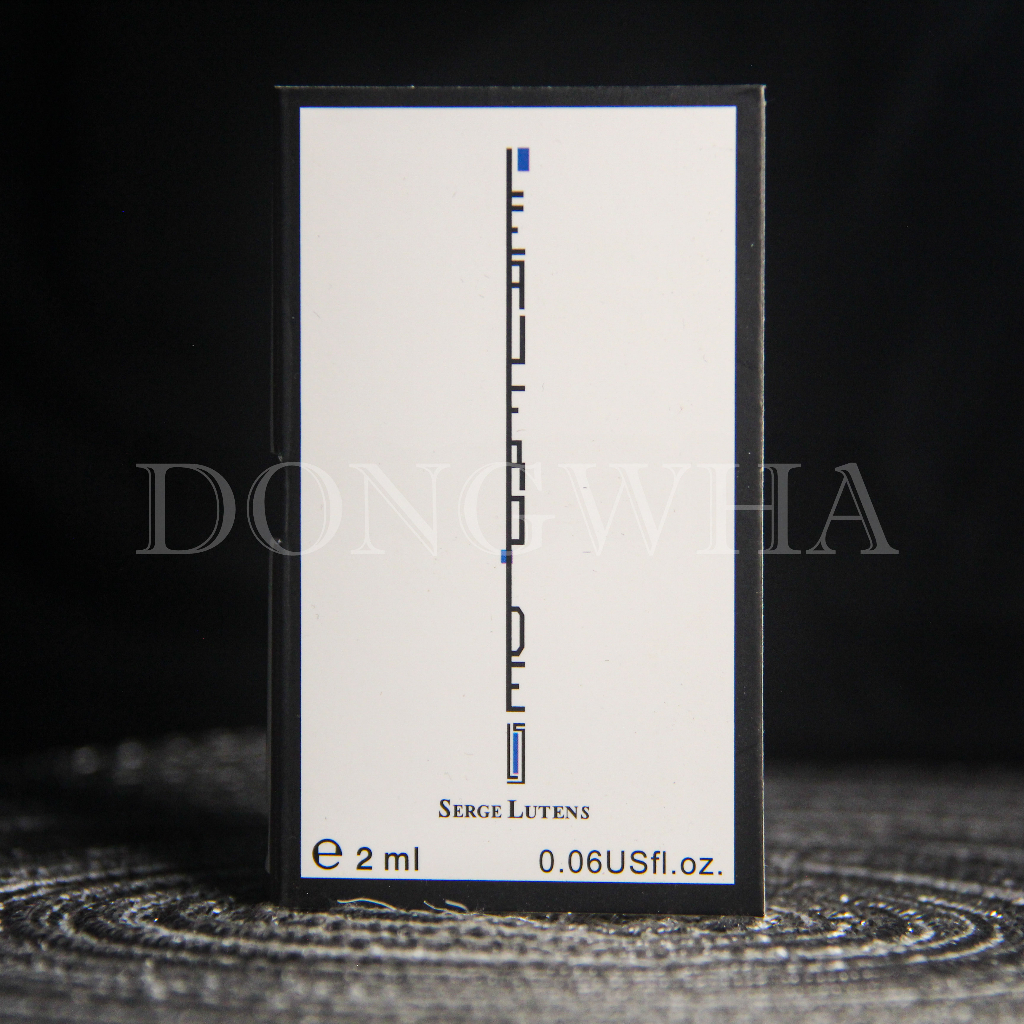 DONGWHA
SERGE LUTENS
e 2 ml
0.06USfl.oz.